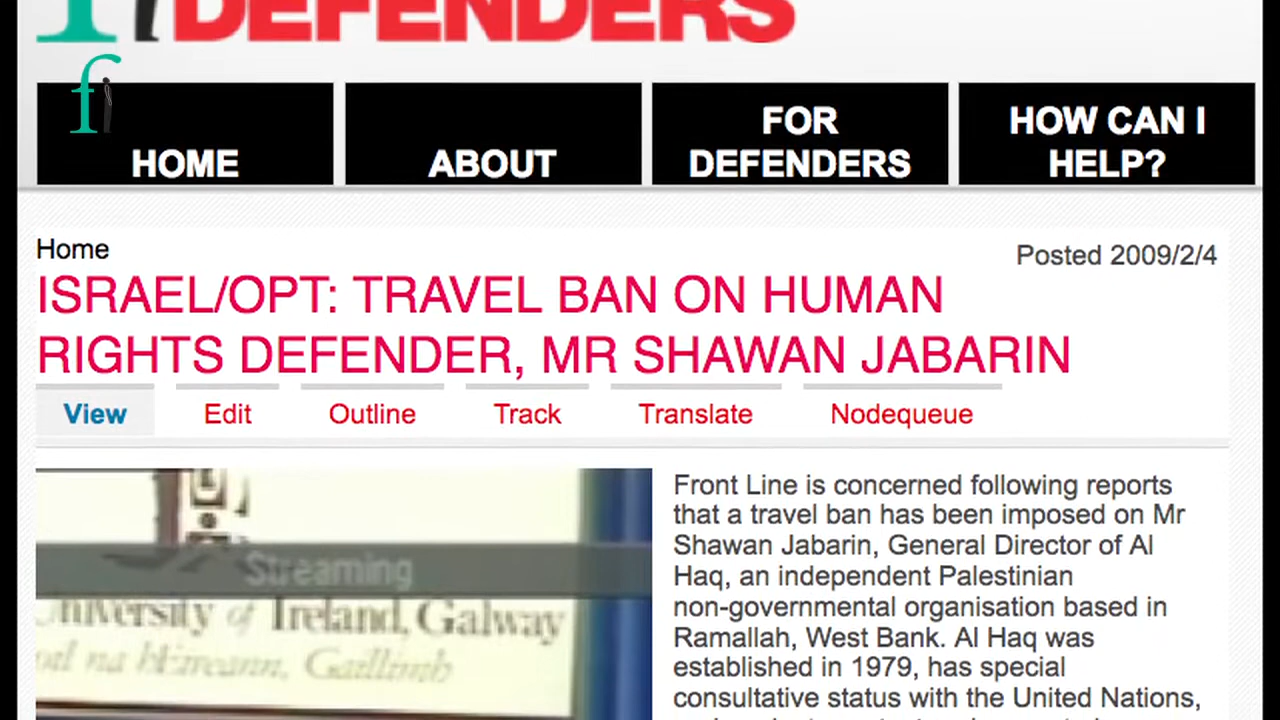 DEFENDERS
fi
HOME
ABOUT
FOR
DEFENDERS
HOW CAN I
HELP?
Home
Posted 2009/2/4
ISRAEL/OPT: TRAVEL BAN ON HUMAN
RIGHTS DEFENDER, MR SHAWAN JABARIN
View
Edit
Outline
Track
Translate
Nodequeue
Streaming
University of Ireland, Galway
na hÉireann, Gaillimh
Front Line is concerned following reports
that a travel ban has been imposed on Mr
Shawan Jabarin, General Director of Al
Haq, an independent Palestinian
non-governmental organisation based in
Ramallah, West Bank. Al Haq was
established in 1979, has special
consultative status with the United Nations,